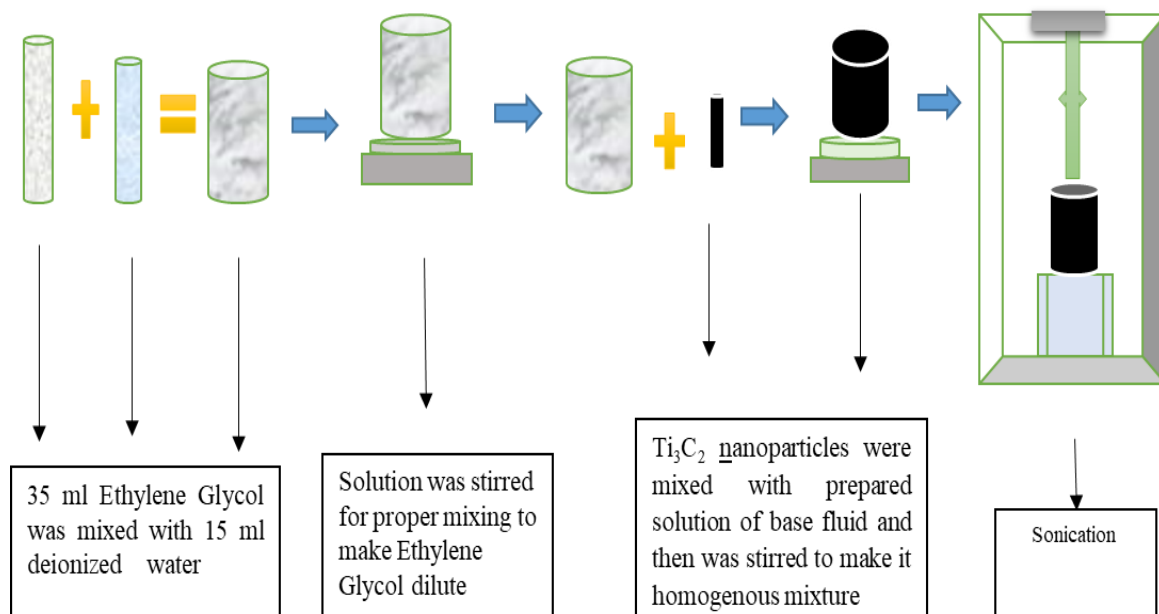 35 ml Ethylene Glycol
was mixed with 15 ml
deionized water
Solution was stirred
for proper mixing to
make Ethylene
Glycol dilute
Ti₃C₂ nanoparticles were
mixed with prepared
solution of base fluid and
then was stirred to make it
homogenous mixture
Sonication